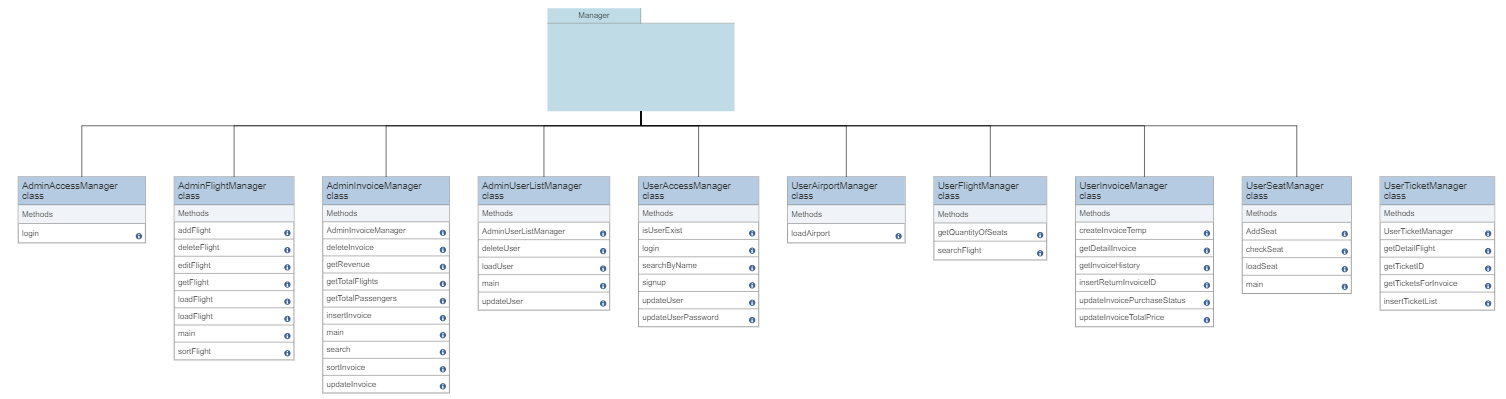 Manager
AdminAccessManager
class
Methods
login
AdminFlightManager
class
Methods
addFlight
deleteFlight
editFlight
getFlight
loadFlight
loadFlight
main
sortFlight
AdminInvoiceManager
class
Methods
AdminInvoiceManager
deleteInvoice
getRevenue
getTotalFlights
getTotalPassengers
insertInvoice
main
search
sortInvoice
updateInvoice
AdminUserListManager
class
Methods
AdminUserListManager
deleteUser
loadUser
main
updateUser
UserAccessManager
class
Methods
isUserExist
login
searchByName
signup
updateUser
updateUserPassword
UserAirportManager
class
Methods
loadAirport
UserFlightManager
class
Methods
getQuantityOfSeats
searchFlight
UserInvoiceManager
class
Methods
createInvoiceTemp
getDetailInvoice
getInvoiceHistory
insertReturnInvoiceID
updateInvoicePurchaseStatus
updateInvoiceTotalPrice
UserSeatManager
class
Methods
AddSeat
checkSeat
loadSeat
main
UserTicketManager
class
Methods
UserTicketManager
getDetailFlight
getTicketID
getTicketsForInvoice
insertTicketList